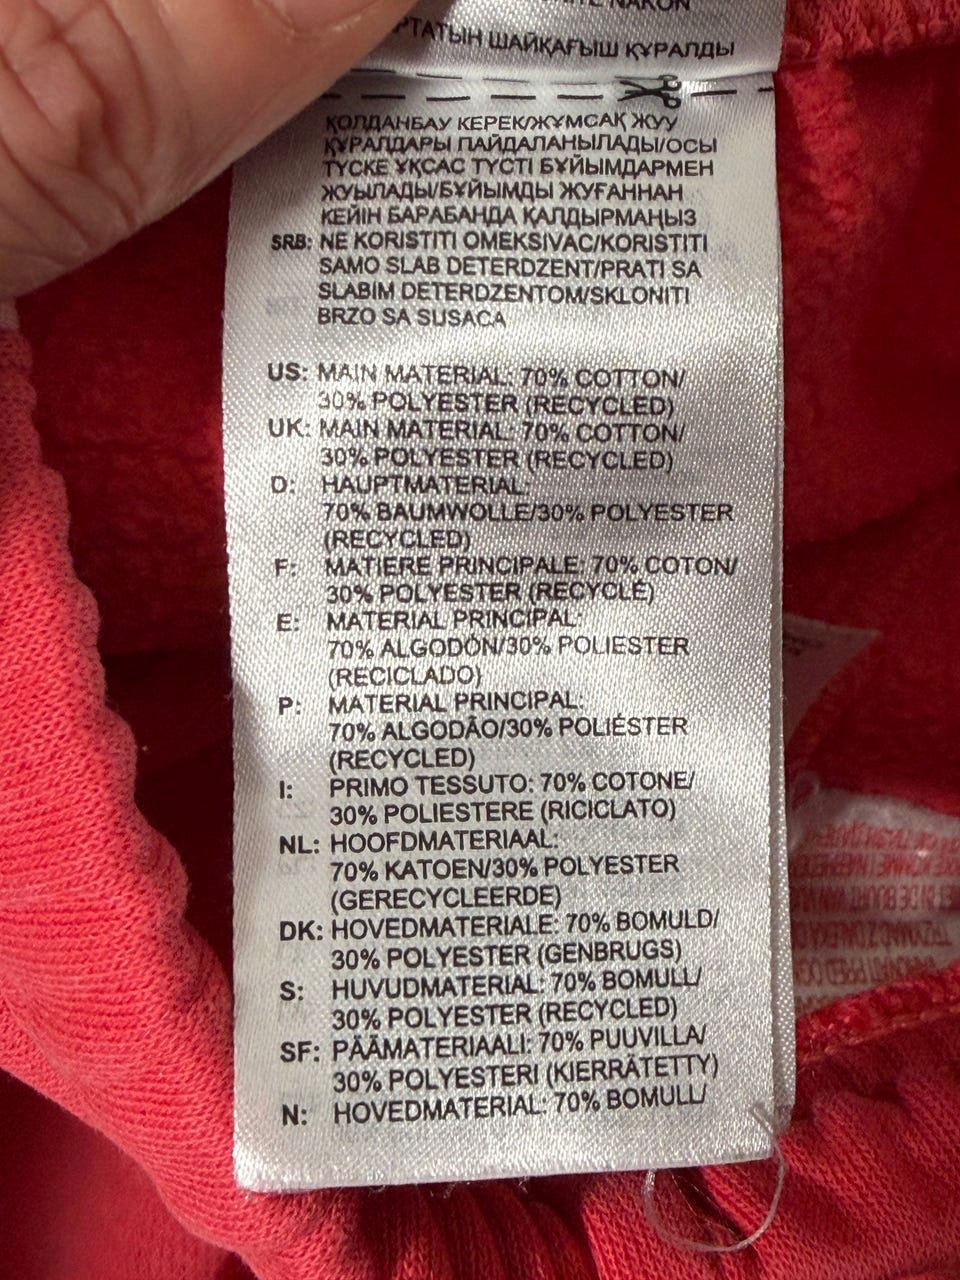 NAKON
ШАЙҚАҒЫШ ҚҰРАЛДЫ
ҚОЛДАНБАУ КЕРЕК/ЖҰМСАҚ ЖУУ
ҚҰРАЛДАРЫ ПАЙДАЛАНЫЛАДЫ/ОСЫ
ТҮСКЕ ҰҚСАС ТҮСТІ БҰЙЫМДАРМЕН
ЖУЫЛАДЫ/БҰЙЫМДЫ ЖУҒАННАН
КЕЙІН БАРАБАНДА ҚАЛДЫРМАҢЫЗ
SRB: NE KORISTITI OMEKSIVAC/KORISTITI
SAMO SLAB DETERDZENT/PRATI SA
SLABIM DETERDZENTOM/SKLONITI
BRZO SA SUSACA
US: MAIN MATERIAL: 70% COTTON/
30% POLYESTER (RECYCLED)
UK: MAIN MATERIAL: 70% COTTON/
30% POLYESTER (RECYCLED)
D: HAUPTMATERIAL:
70% BAUMWOLLE/30% POLYESTER
(RECYCLED)
F: MATIERE PRINCIPALE: 70% COTON/
30% POLYESTER (RECYCLÉ)
E: MATERIAL PRINCIPAL:
70% ALGODÓN/30% POLIESTER
(RECICLADO)
P: MATERIAL PRINCIPAL:
70% ALGODÃO/30% POLIÉSTER
(RECYCLED)
I: PRIMO TESSUTO: 70% COTONE/
30% POLIESTERE (RICICLATO)
NL: HOOFDMATERIAAL:
70% KATOEN/30% POLYESTER
(GERECYCLEERDE)
DK: HOVEDMATERIALE: 70% BOMULD/
30% POLYESTER (GENBRUGS)
S: HUVUDMATERIAL: 70% BOMULL/
30% POLYESTER (RECYCLED)
SF: PÄÄMATERIAALI: 70% PUUVILLA/
30% POLYESTERI (KIERRÄTETTY)
N: HOVEDMATERIAL: 70% BOMULL/